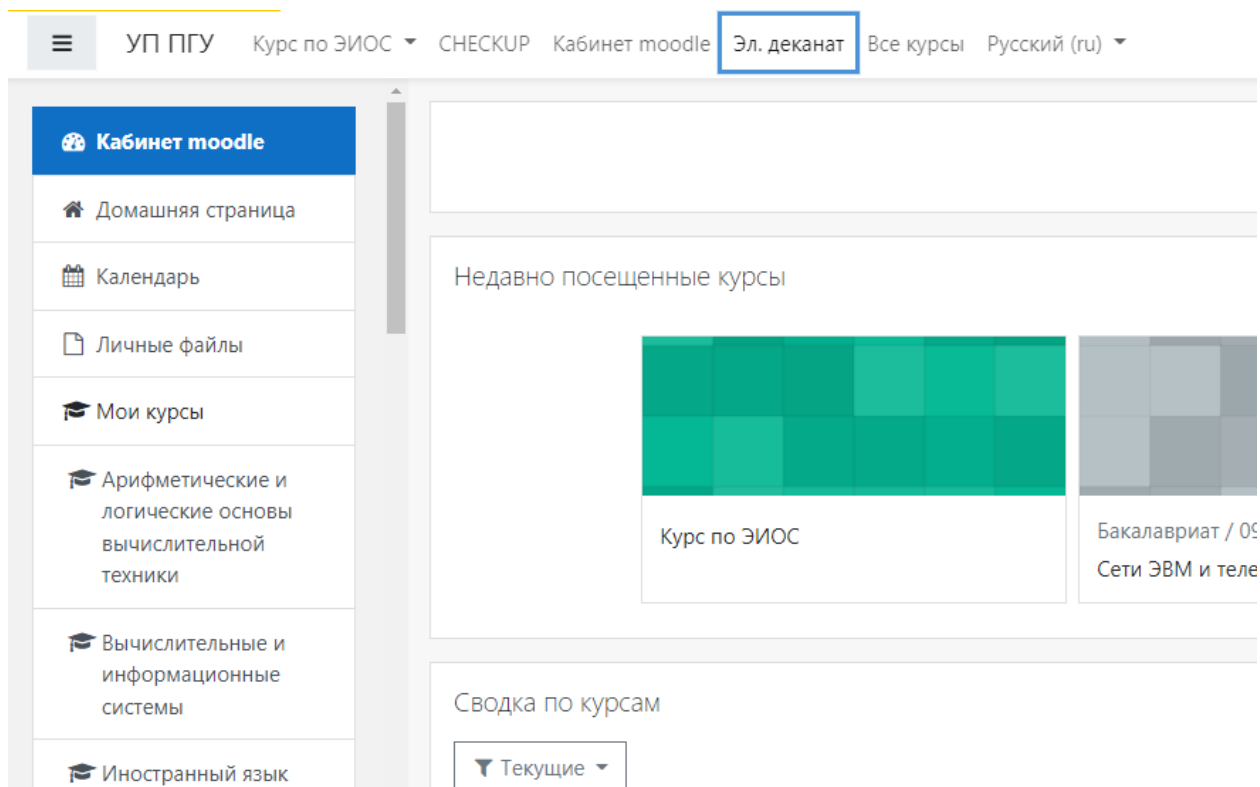 УП ПГУ Курс по ЭИОС CHECKUP Кабинет moodle Эл. деканат Все курсы Русский (ru)
Кабинет moodle
Домашняя страница
Календарь
Личные файлы
Мои курсы
Арифметические и
логические основы
вычислительной
техники
Вычислительные и
информационные
системы
Иностранный язык
Недавно посещенные курсы
Курс по ЭИОС
Бакалавриат / 09
Сети ЭВМ и теле
Сводка по курсам
Текущие